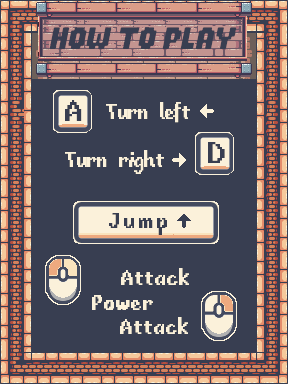 HOW TO PLAY
A Turn left ←
Turn right → D
Jump ↑
Attack
Power
Attack